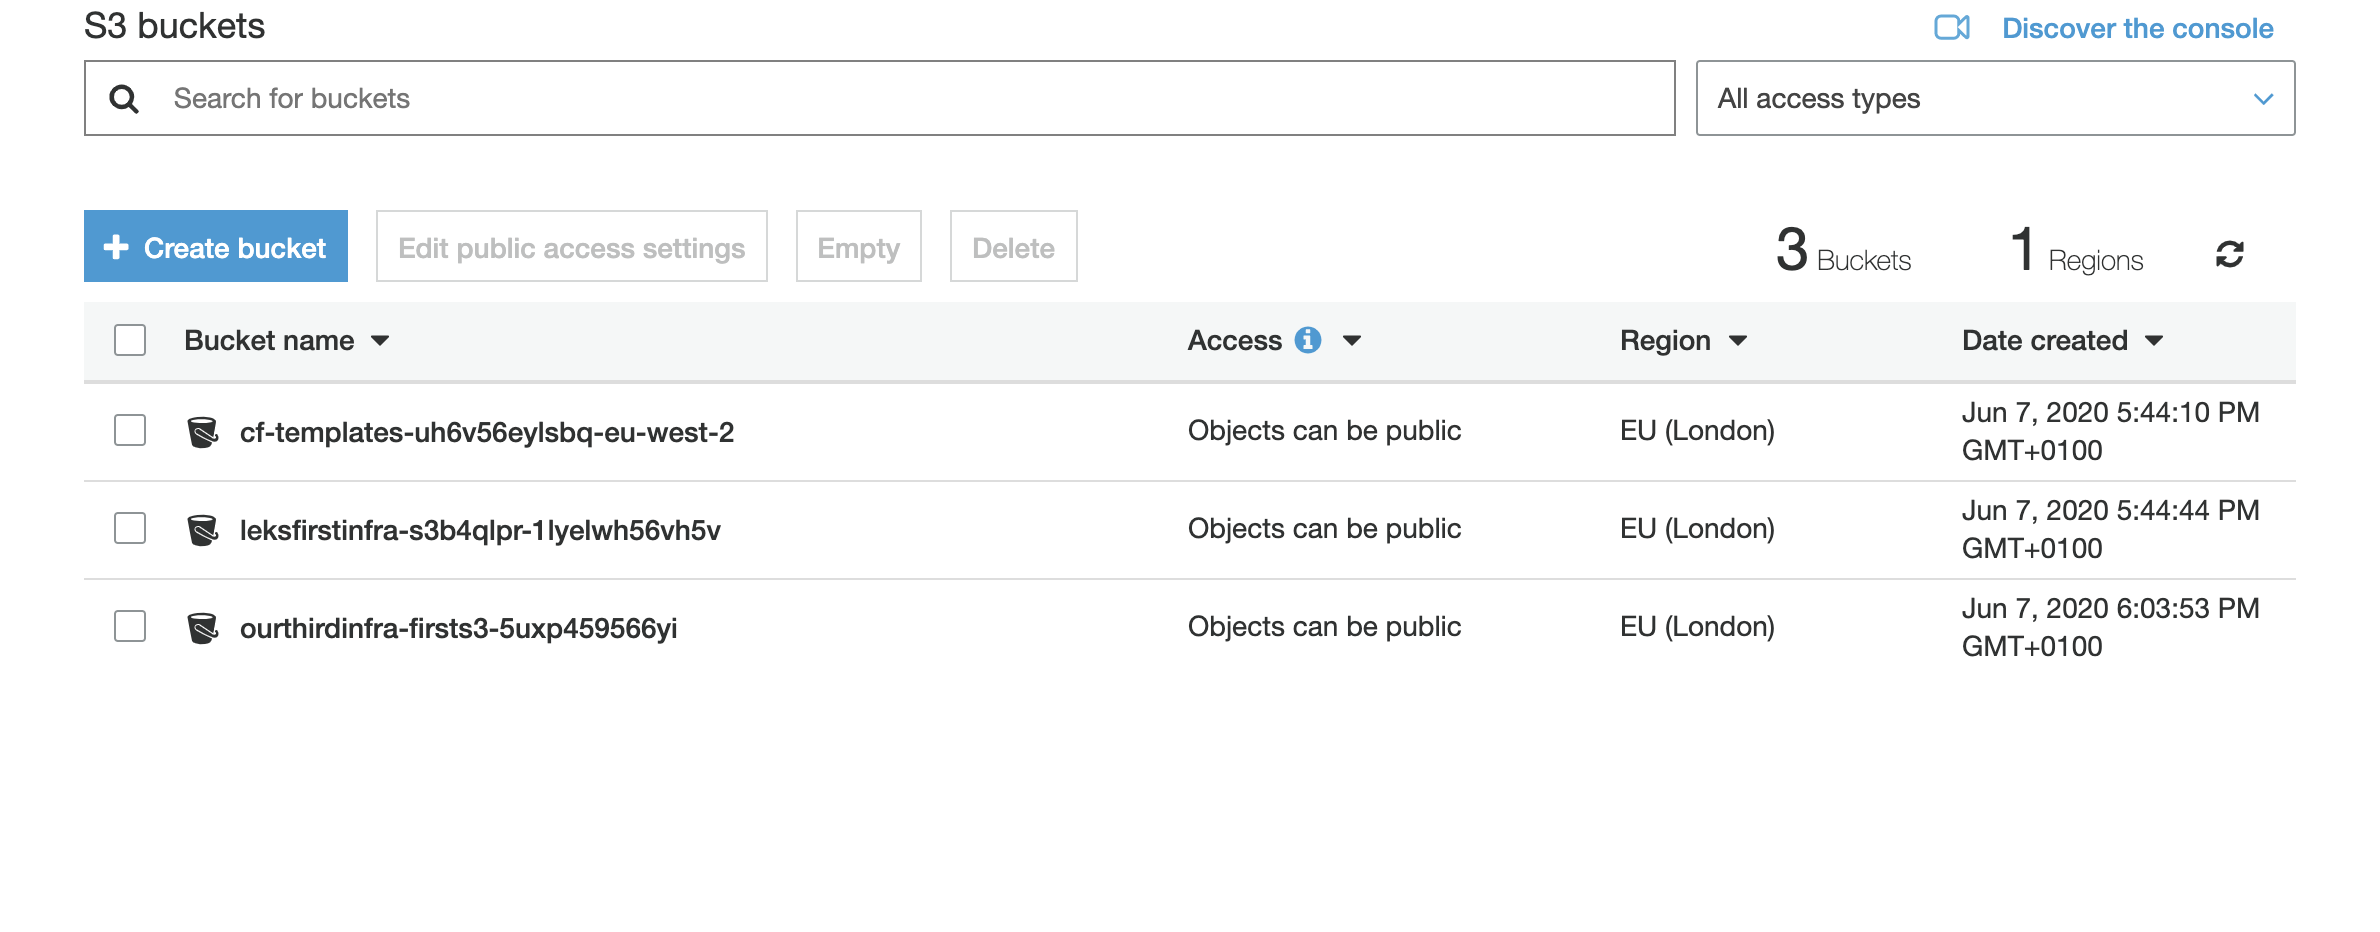 S3 buckets
Discover the console
Search for buckets
All access types
Create bucket
Edit public access settings
Empty
Delete
3 Buckets
1 Regions
Bucket name
Access
Region
Date created
cf-templates-uh6v56eylsbq-eu-west-2
Objects can be public
EU (London)
Jun 7, 2020 5:44:10 PM
GMT+0100
leksfirstinfra-s3b4qlpr-1lyelwh56vh5v
Objects can be public
EU (London)
Jun 7, 2020 5:44:44 PM
GMT+0100
ourthirdinfra-firsts3-5uxp459566yi
Objects can be public
EU (London)
Jun 7, 2020 6:03:53 PM
GMT+0100